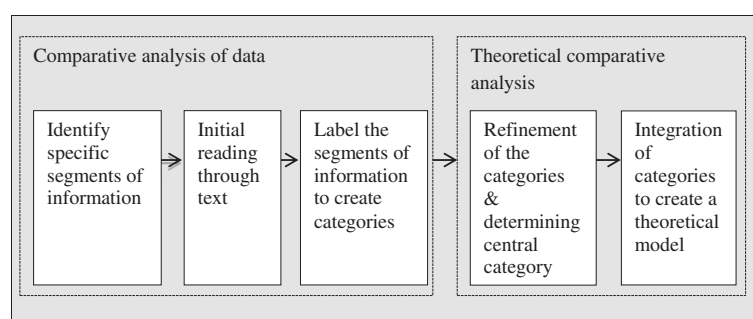 Comparative analysis of data
Identify
specific
segments of
information
Initial
reading
through
text
Label the
segments of
information
to create
categories
Theoretical comparative
analysis
Refinement
of the
categories
&
determining
central
category
Integration
of
categories
to create a
theoretical
model